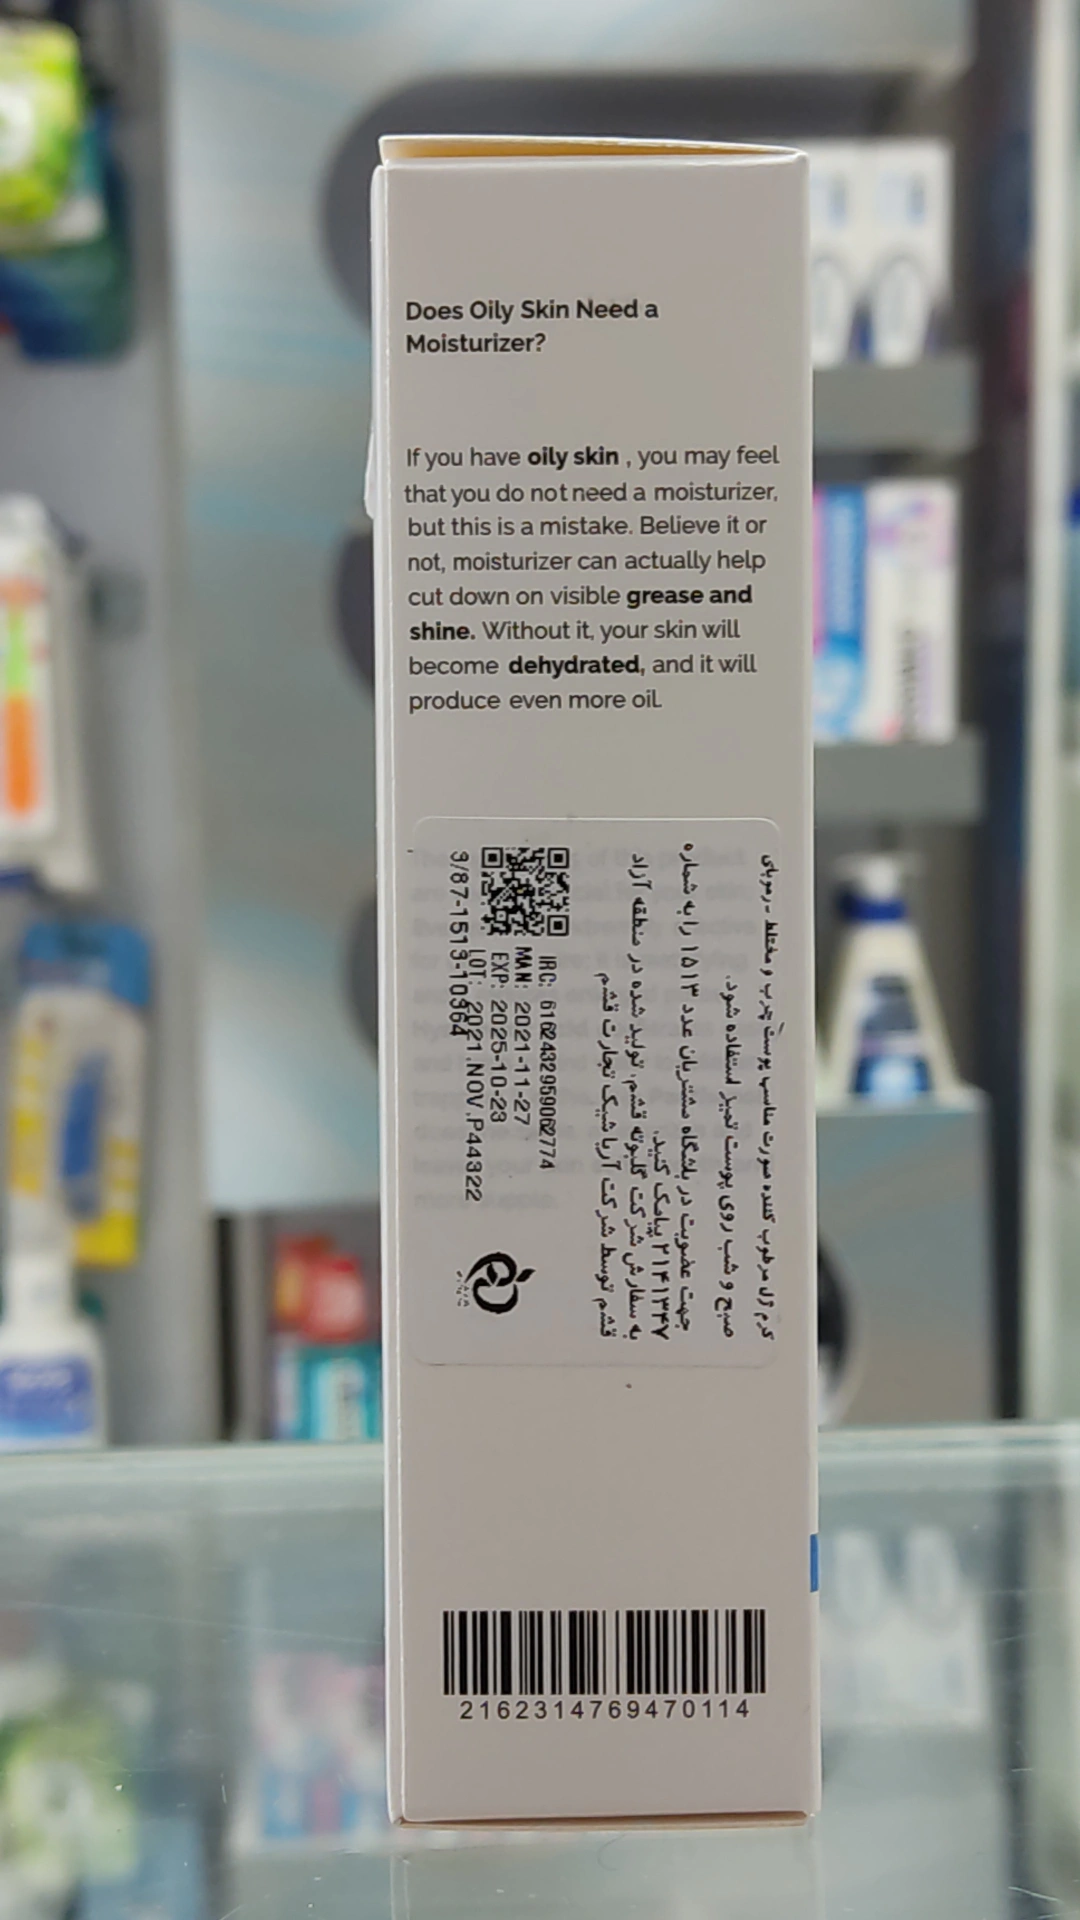 Does Oily Skin Need a
Moisturizer?
If you have oily skin , you may feel
that you do not need a moisturizer,
but this is a mistake. Believe it or
not, moisturizer can actually help
cut down on visible grease and
shine. Without it, your skin will
become dehydrated, and it will
produce even more oil.
کرم ژل مرطوب کننده صورت مناسب پوست چرب و مختلط -رموبای
صبح و شب روی پوست تمیز استفاده شود.
جهت عضویت در باشگاه مشتریان عدد ۱۵۱۳ را به شماره
۲۱۴۱۳۴۷ پیامک کنید.
به سفارش شرکت گلبوته قشم، تولید شده در منطقه آزاد
قشم توسط شرکت آریا شیک تجارت قشم
IRC: 6162432959062774
MAN: 2021-11-27
EXP: 2025-10-23
LOT: 2021.NOV.P44322
3/87-1513-10364
2162314769470114